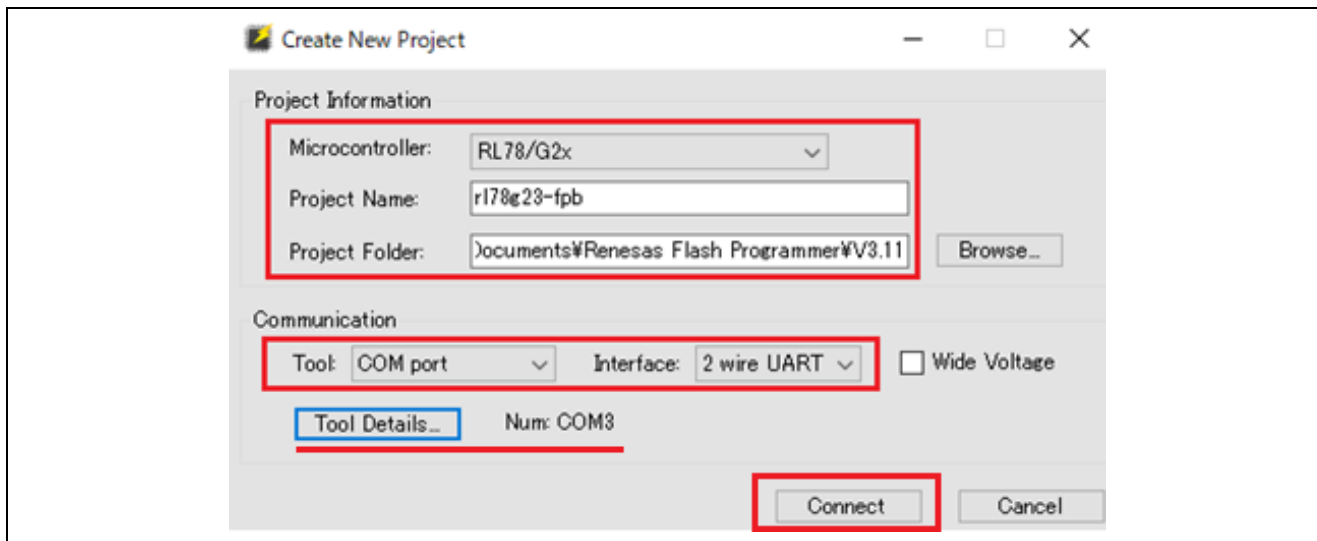 Create New Project
Project Information
Microcontroller: RL78/G2x
Project Name: rl78g23-fpb
Project Folder: Documents¥Renesas Flash Programmer¥V3.11 Browse...
Communication
Tool: COM port Interface: 2 wire UART Wide Voltage
Tool Details... Num: COM3
Connect Cancel